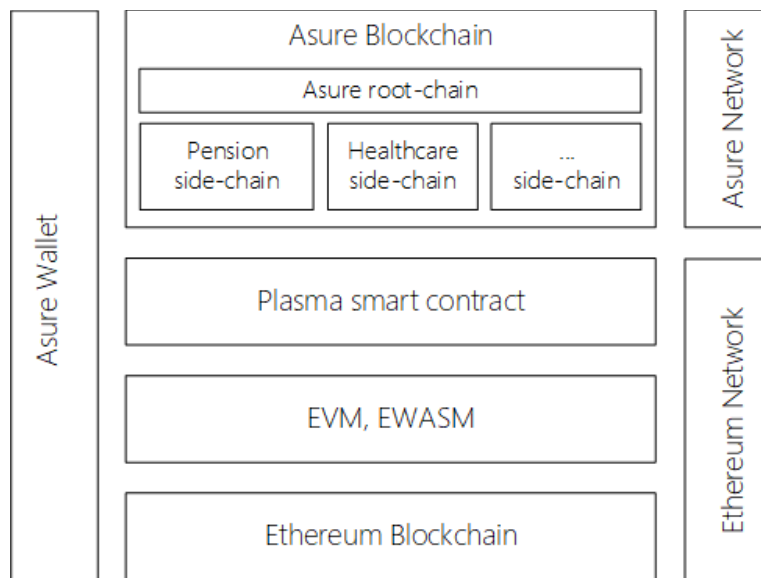 Asure Wallet
Asure Blockchain
Asure root-chain
Pension
side-chain
Healthcare
side-chain
...
side-chain
Plasma smart contract
EVM, EWASM
Ethereum Blockchain
Asure Network
Ethereum Network